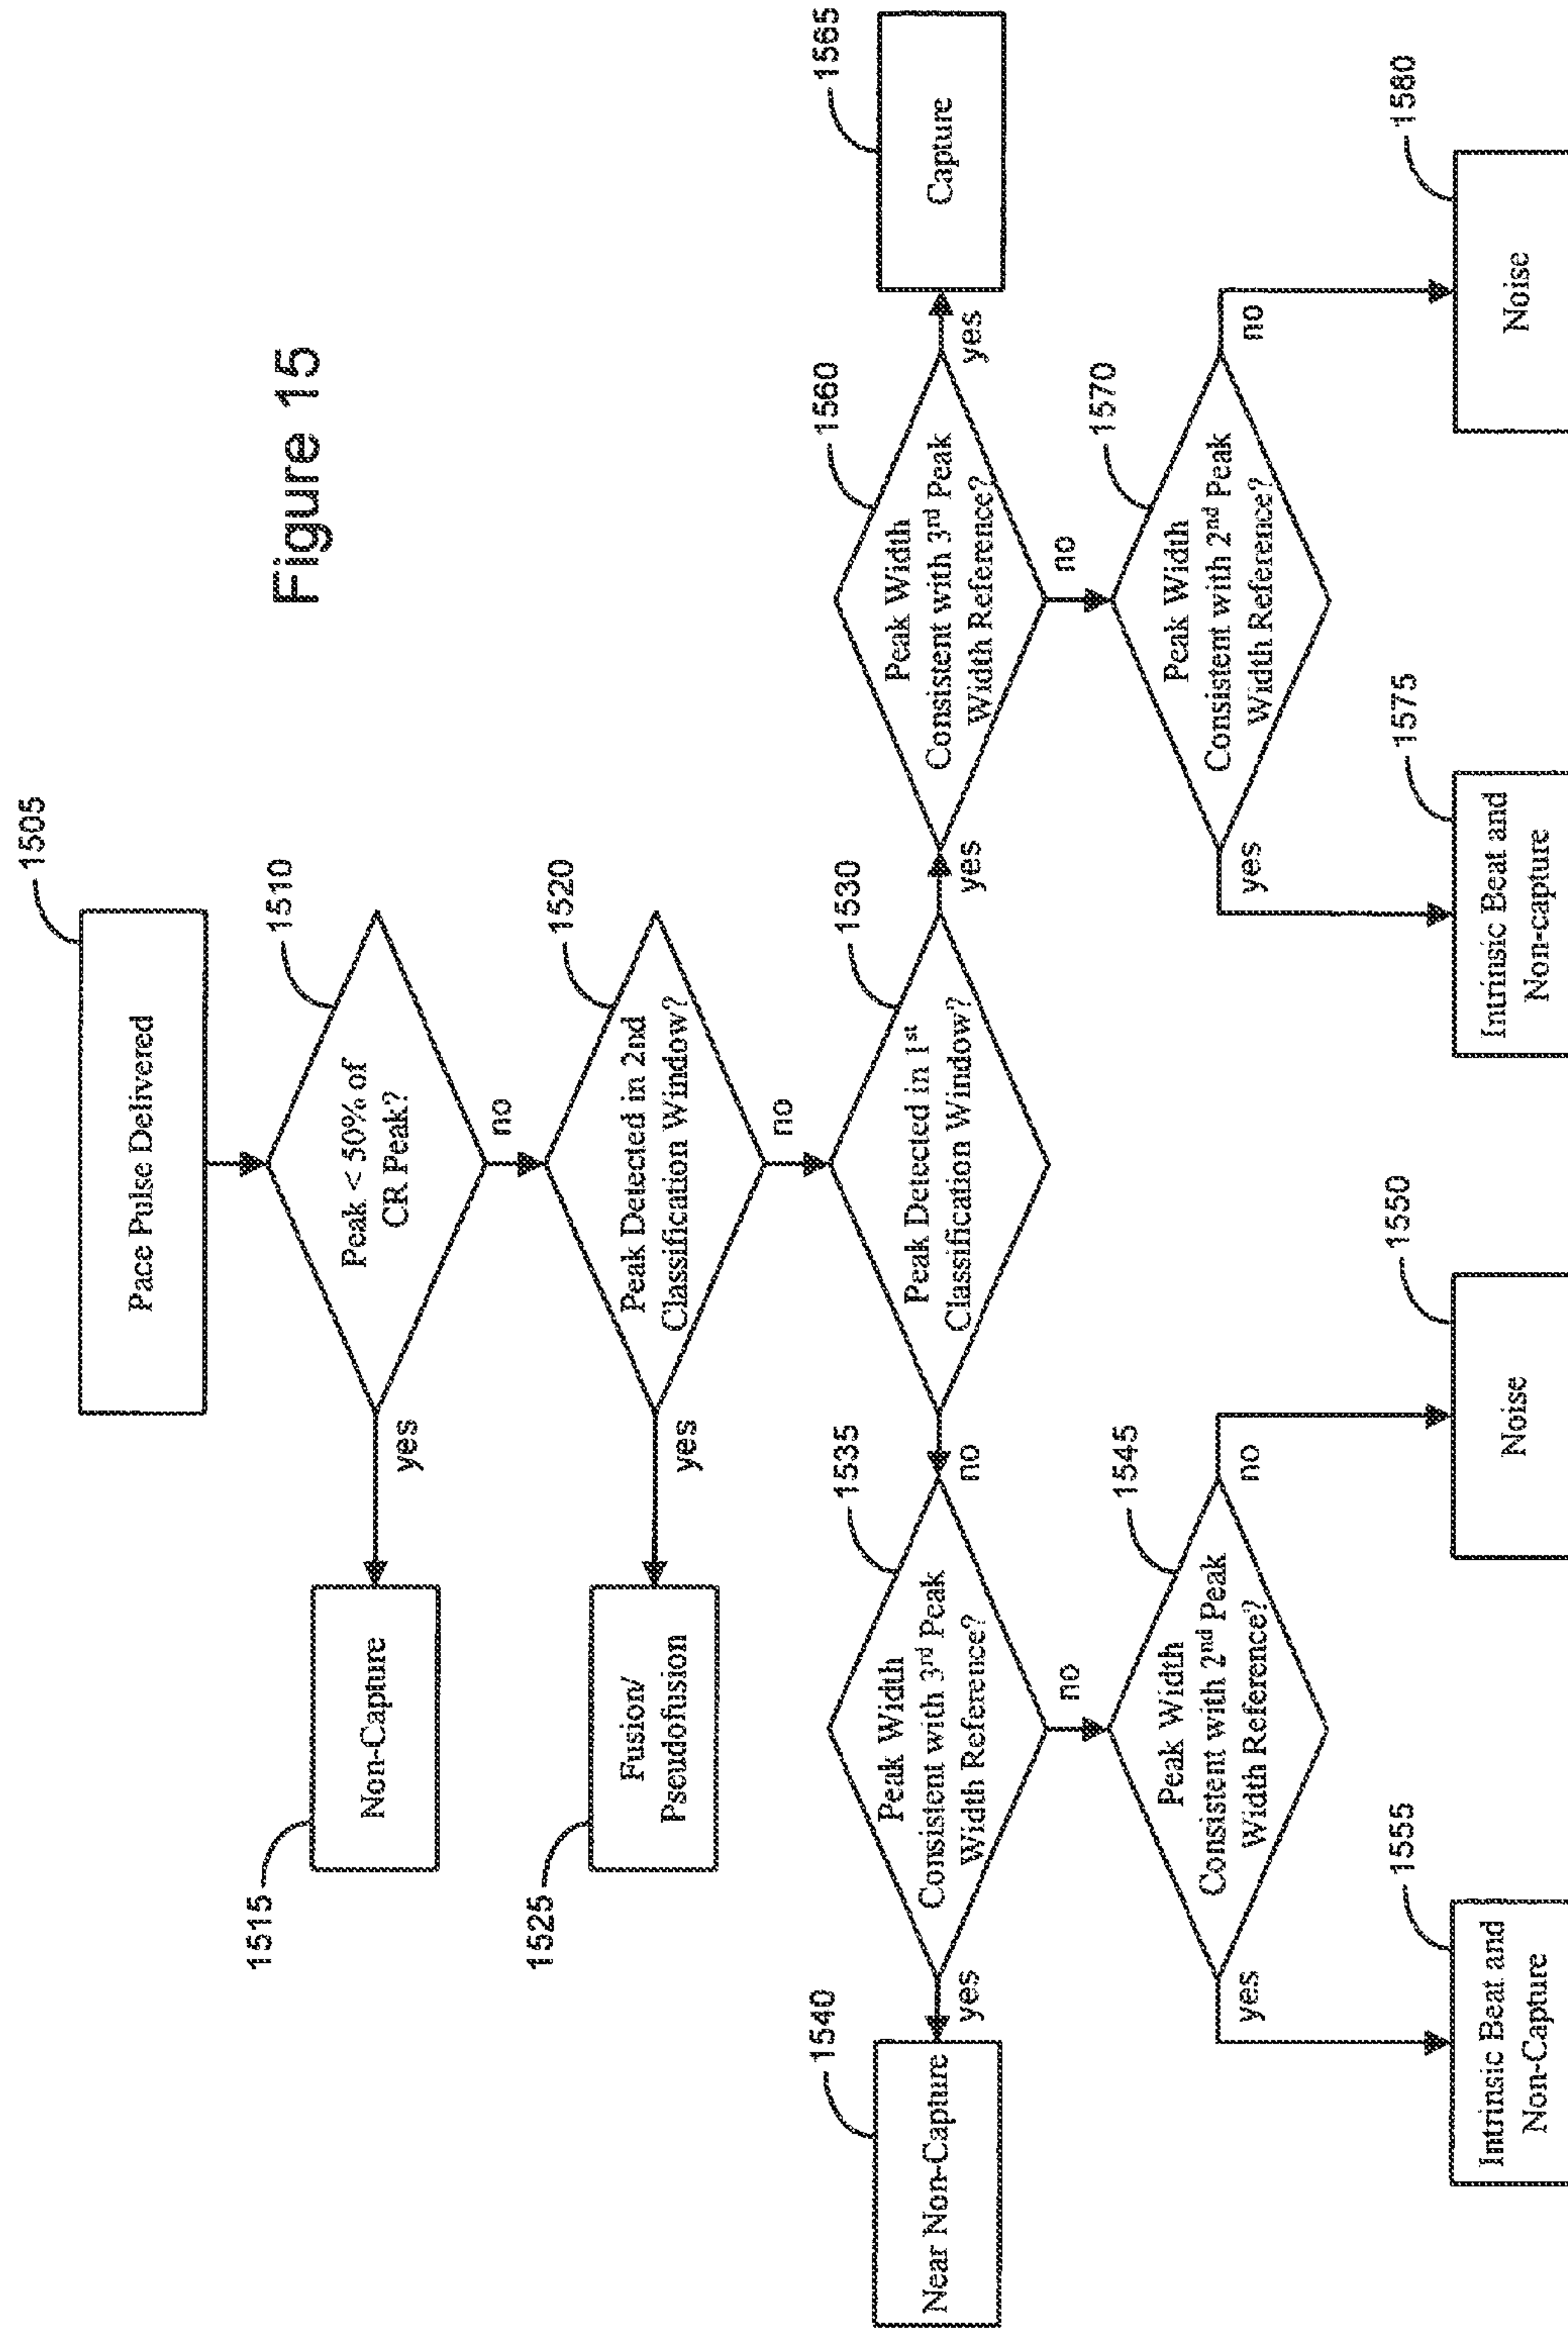 Figure 15
1505
Pace Pulse Delivered
1510
Peak < 50% of
CR Peak?
yes
no
1515
Non-Capture
1520
Peak Detected in 2nd
Classification Window?
yes
no
1525
Fusion/
Pseudofusion
1530
Peak Detected in 1st
Classification Window?
no
yes
1535
Peak Width
Consistent with 3rd Peak
Width Reference?
yes
no
1540
Near Non-Capture
1545
Peak Width
Consistent with 2nd Peak
Width Reference?
yes
no
1555
Intrinsic Beat and
Non-Capture
1550
Noise
1560
Peak Width
Consistent with 3rd Peak
Width Reference?
yes
no
1565
Capture
1570
Peak Width
Consistent with 2nd Peak
Width Reference?
yes
no
1575
Intrinsic Beat and
Non-capture
1580
Noise